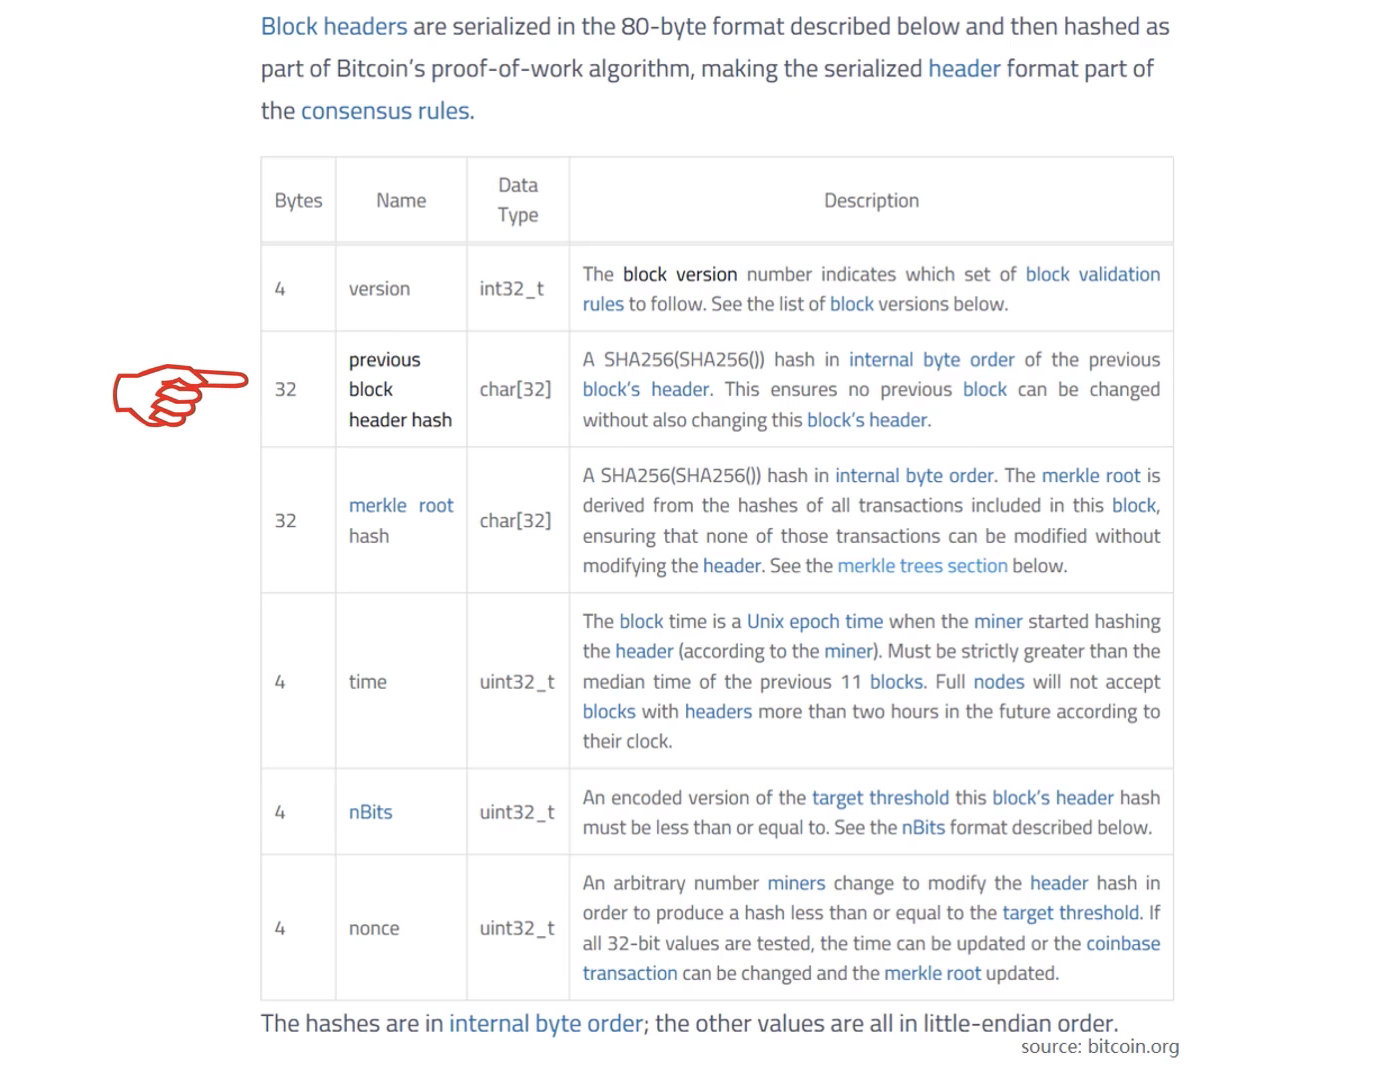 Block headers are serialized in the 80-byte format described below and then hashed as
part of Bitcoin’s proof-of-work algorithm, making the serialized header format part of
the consensus rules.
Bytes
Name
Data
Type
Description
4
version
int32_t
The block version number indicates which set of block validation
rules to follow. See the list of block versions below.
32
previous
block
header hash
char[32]
A SHA256(SHA256()) hash in internal byte order of the previous
block’s header. This ensures no previous block can be changed
without also changing this block’s header.
32
merkle root
hash
char[32]
A SHA256(SHA256()) hash in internal byte order. The merkle root is
derived from the hashes of all transactions included in this block,
ensuring that none of those transactions can be modified without
modifying the header. See the merkle trees section below.
4
time
uint32_t
The block time is a Unix epoch time when the miner started hashing
the header (according to the miner). Must be strictly greater than the
median time of the previous 11 blocks. Full nodes will not accept
blocks with headers more than two hours in the future according to
their clock.
4
nBits
uint32_t
An encoded version of the target threshold this block’s header hash
must be less than or equal to. See the nBits format described below.
4
nonce
uint32_t
An arbitrary number miners change to modify the header hash in
order to produce a hash less than or equal to the target threshold. If
all 32-bit values are tested, the time can be updated or the coinbase
transaction can be changed and the merkle root updated.
The hashes are in internal byte order; the other values are all in little-endian order.
source: bitcoin.org